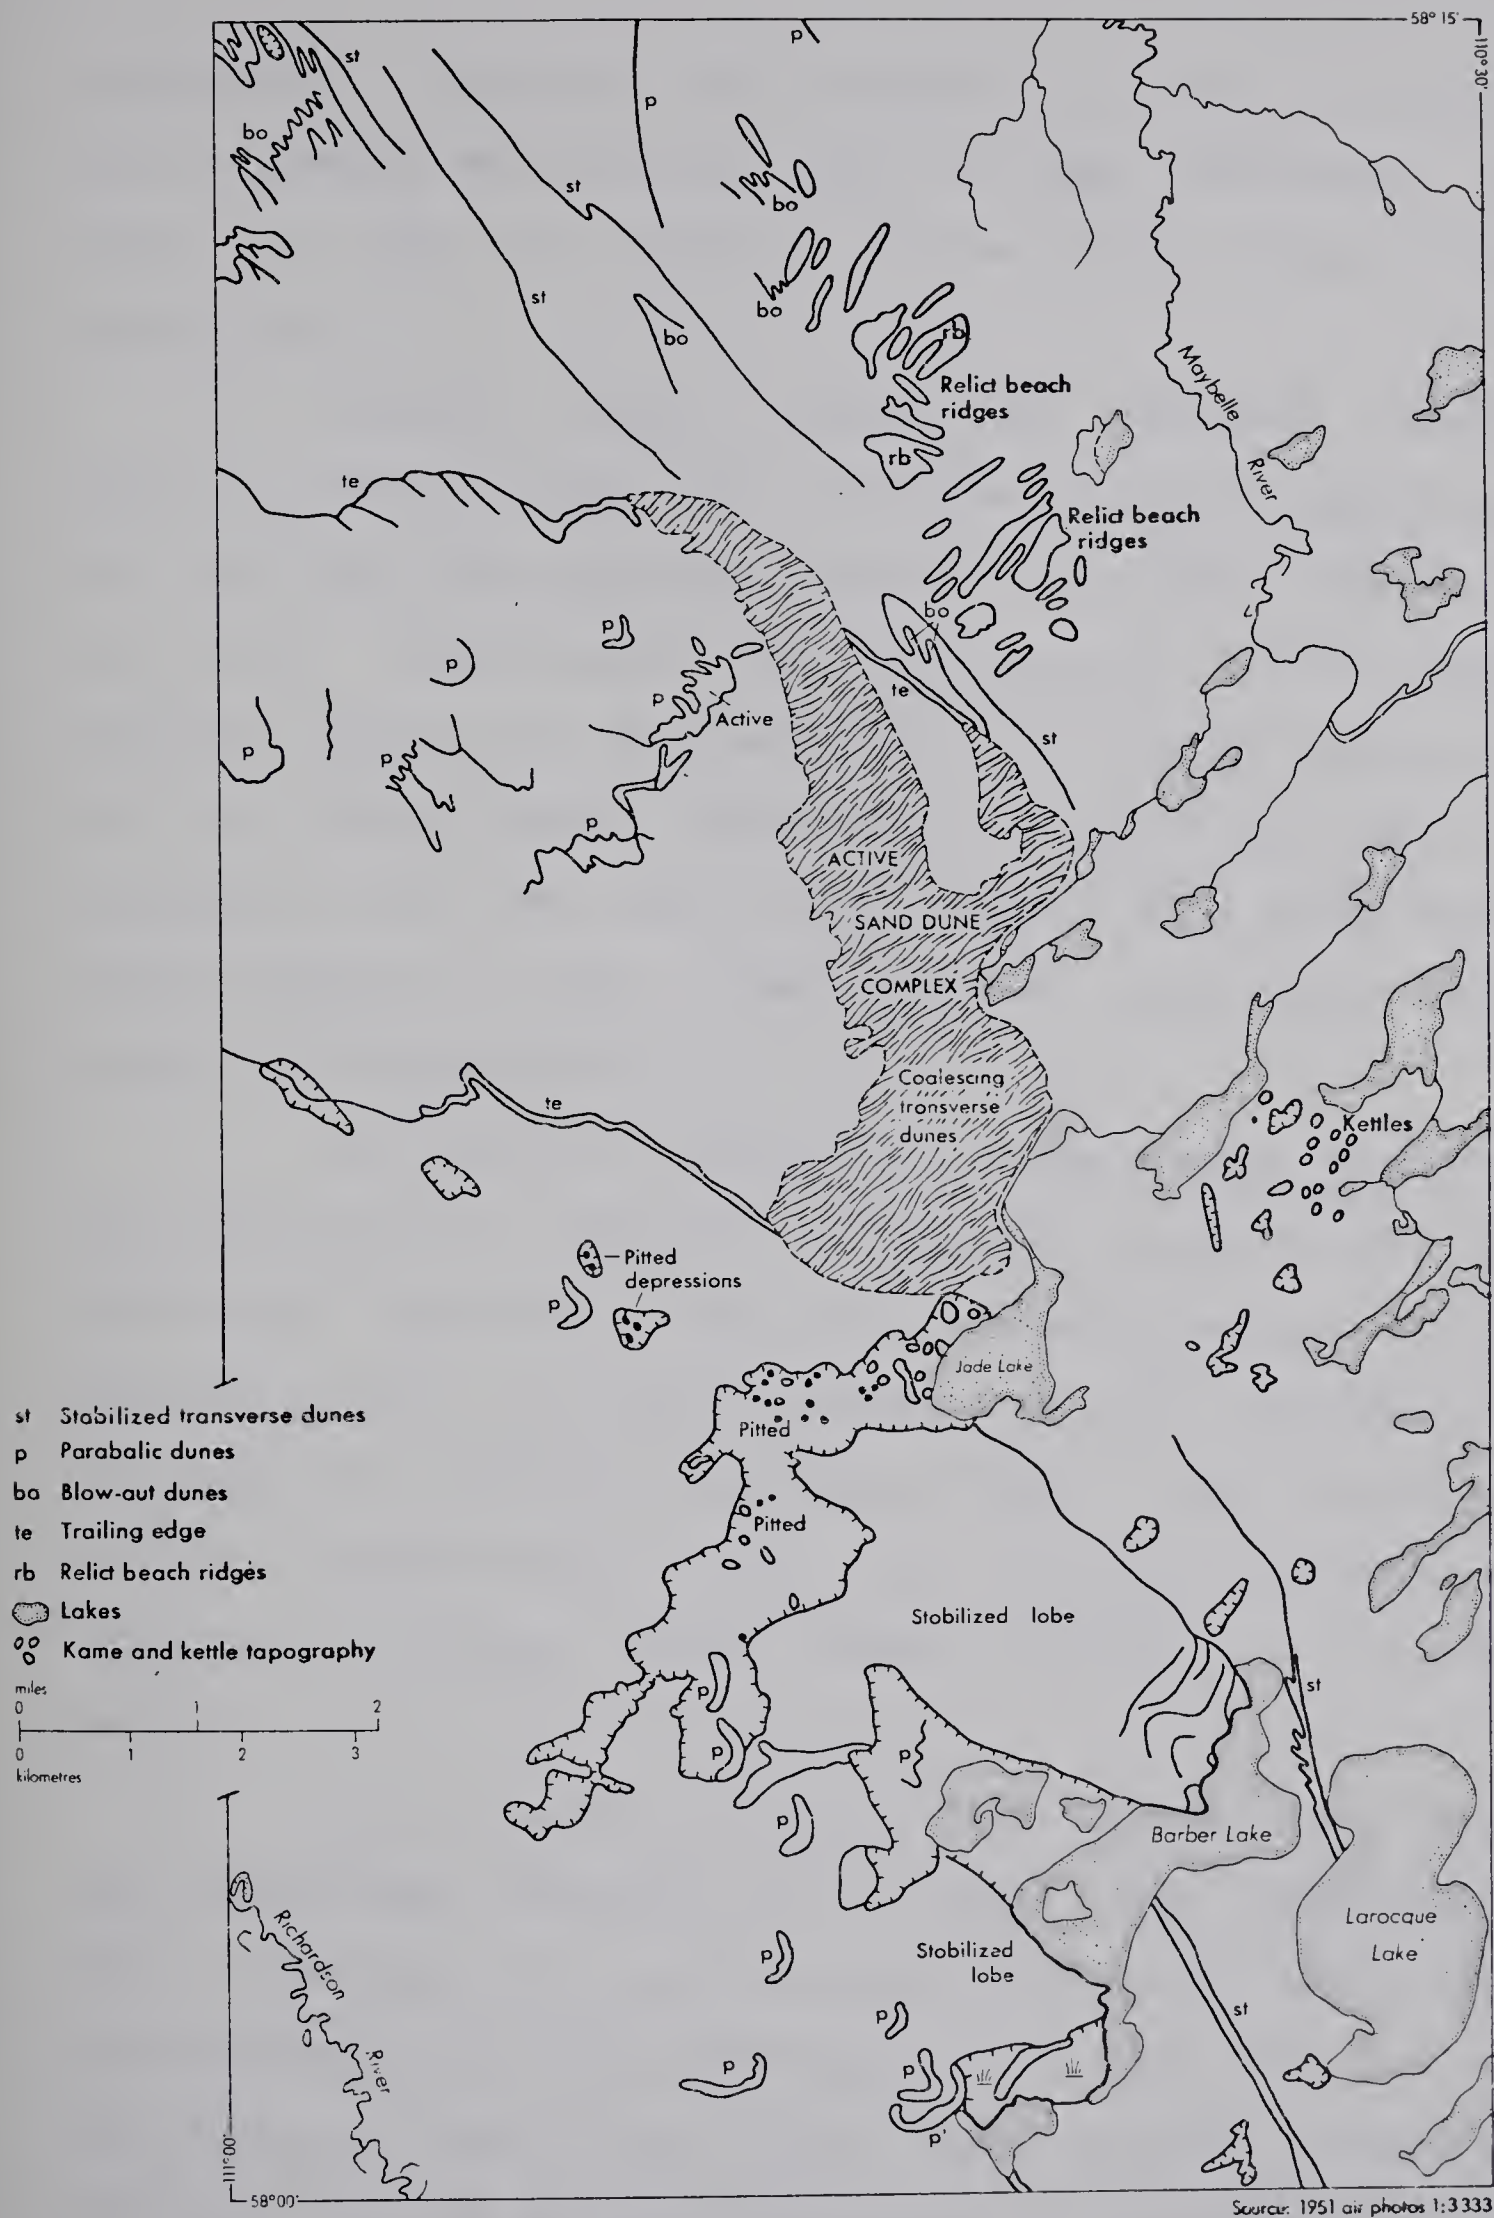 58° 15'
110° 30'
st
p
p
bo
st
bo
st
bo
bo
rb
Relict beach
ridges
rb
Maybelle
River
te
Relict beach
ridges
bo
p
p
te
p
Active
st
p
p
p
ACTIVE
SAND DUNE
COMPLEX
Coalescing
transverse
dunes
te
Kettles
Pitted
depressions
p
Jade Lake
Pitted
Pitted
st Stabilized transverse dunes
p Parabalic dunes
bo Blow-aut dunes
te Trailing edge
rb Relict beach ridges
Lakes
Kame and kettle tapography
miles
0 1 2
0 1 2 3
kilometres
Stabilized lobe
p
st
p
p
p
Barber Lake
Larocque
Lake
Richardson
River
p
Stabilized
lobe
p
st
p
p
p
111°00'
58°00'
Source: 1951 air photos 1:3333